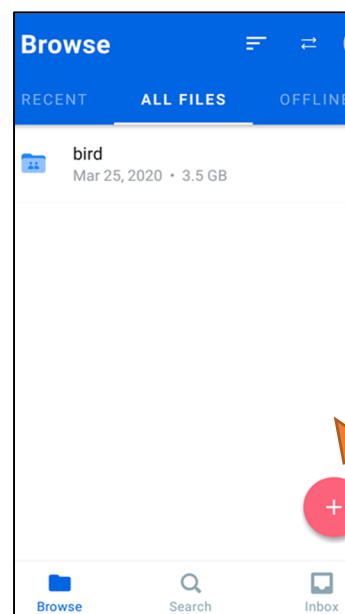 Browse
RECENT ALL FILES OFFLINE
bird
Mar 25, 2020 • 3.5 GB
Browse Search Inbox